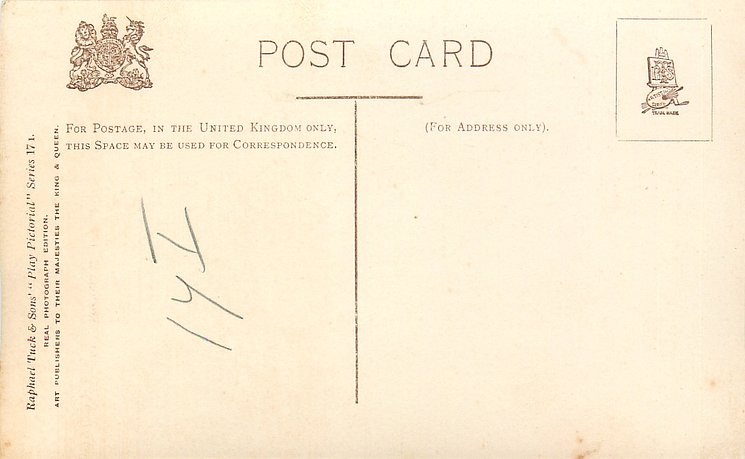 POST CARD
FOR POSTAGE, IN THE UNITED KINGDOM ONLY,
THIS SPACE MAY BE USED FOR CORRESPONDENCE.
(FOR ADDRESS ONLY).
Raphael Tuck & Sons' "Play Pictorial" Series 171.
REAL PHOTOGRAPH EDITION.
ART PUBLISHERS TO THEIR MAJESTIES THE KING & QUEEN.
TRADE MARK